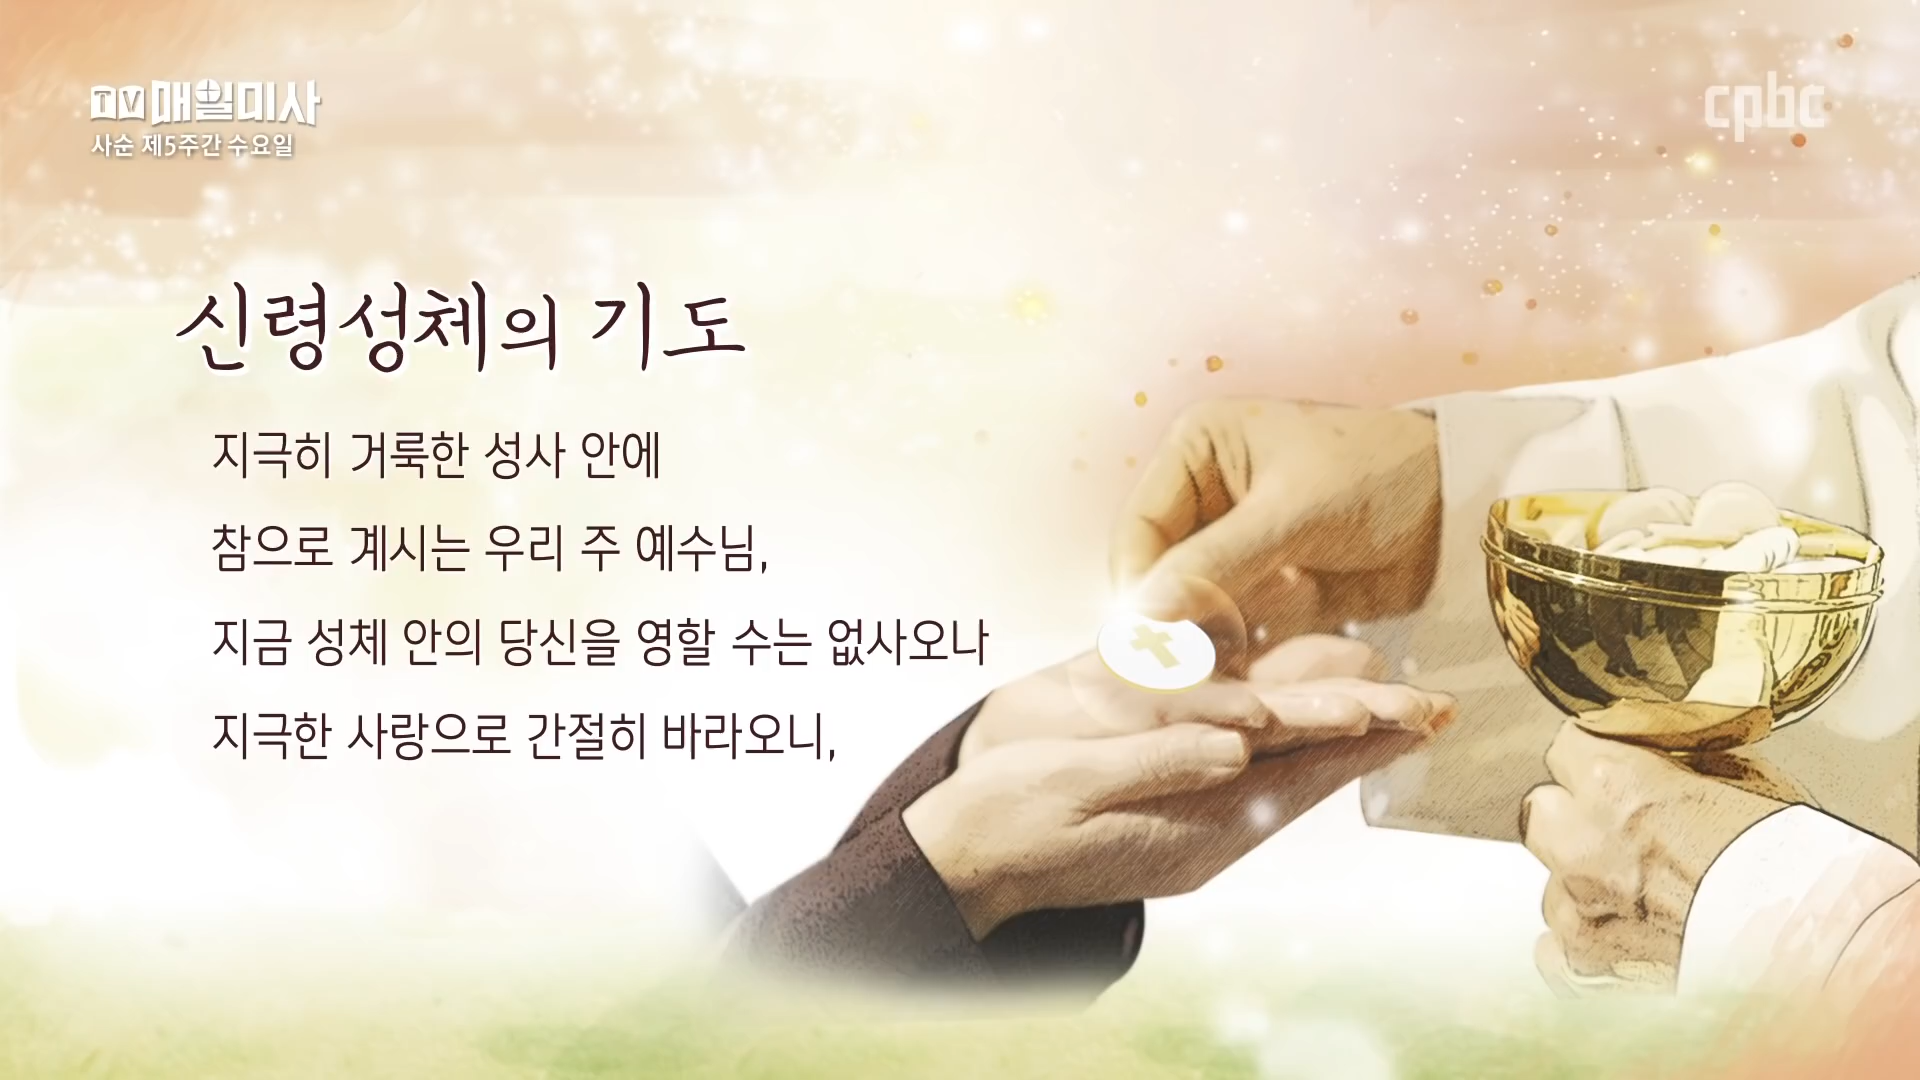 TV매일미사
사순 제5주간 수요일
cpbc
신령성체의 기도
지극히 거룩한 성사 안에
참으로 계시는 우리 주 예수님,
지금 성체 안의 당신을 영할 수는 없사오나
지극한 사랑으로 간절히 바라오니,